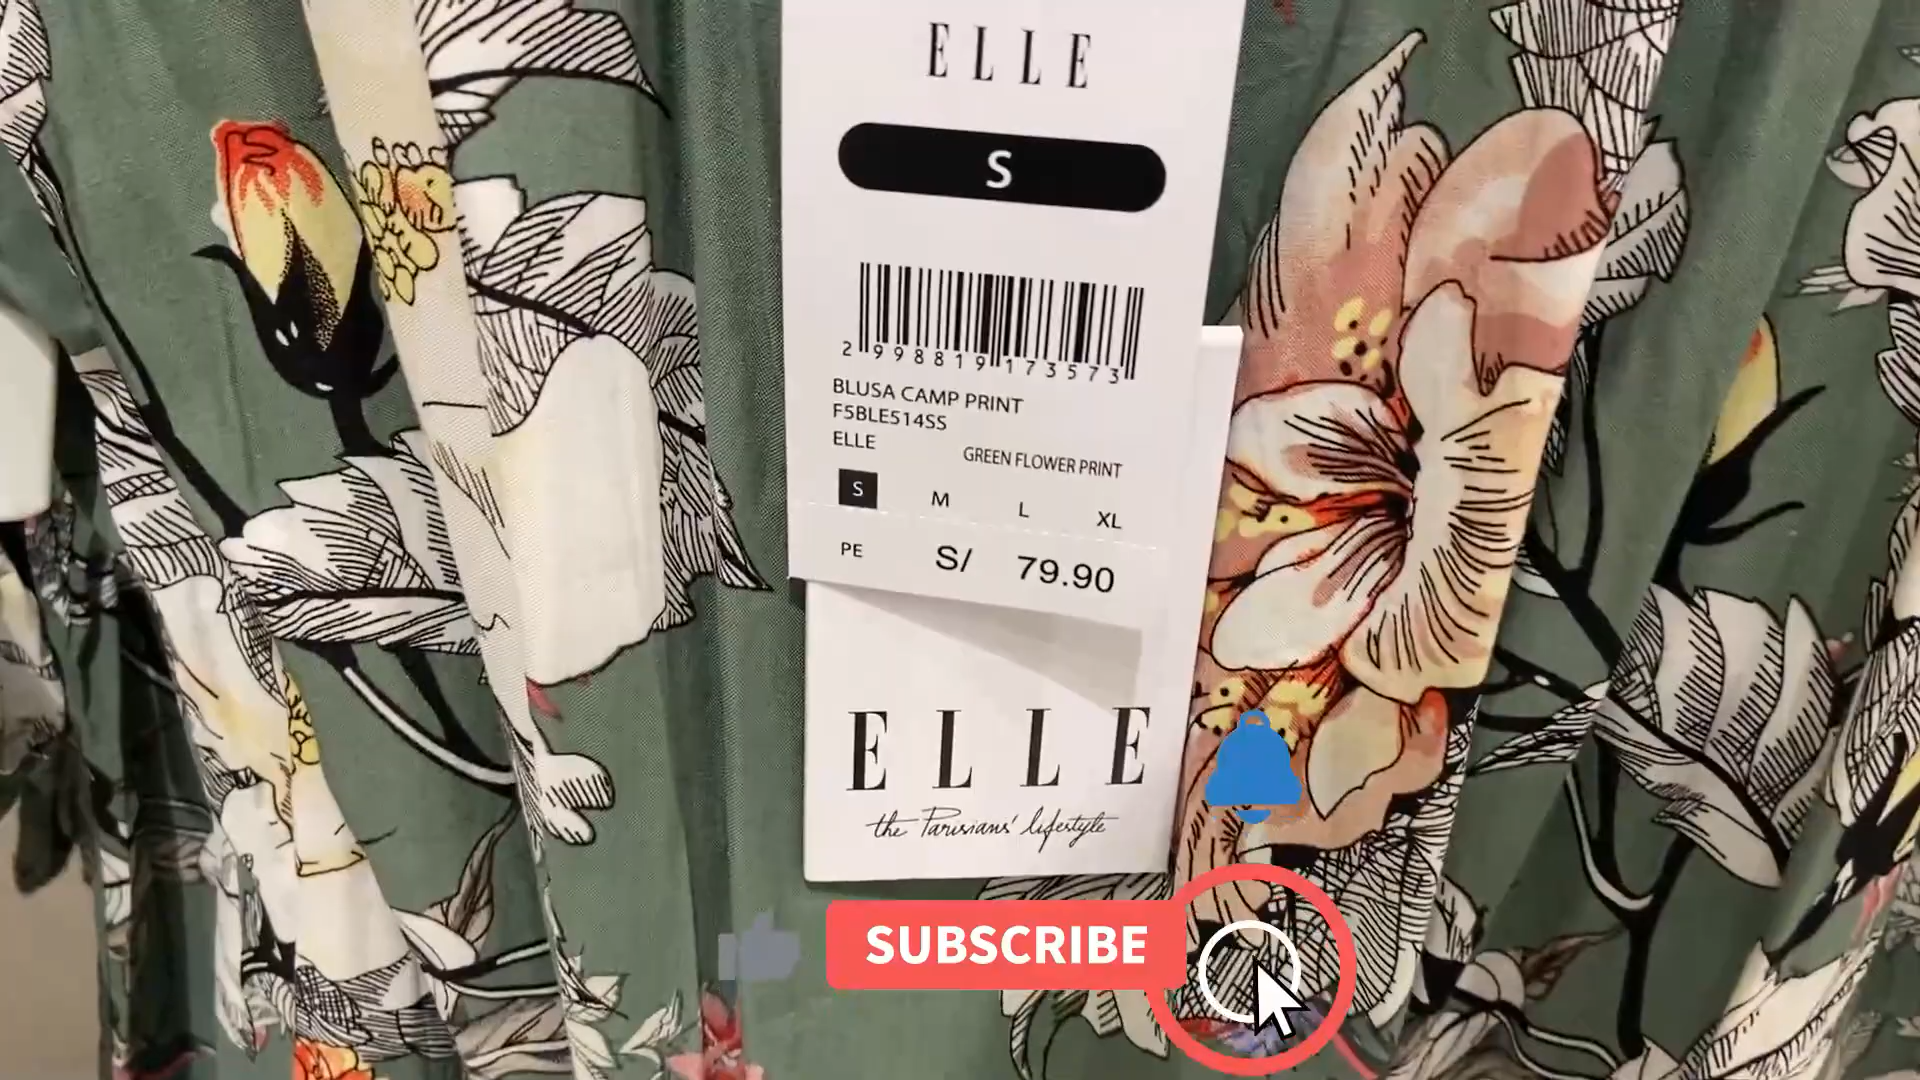 ELLE
S
2 998819 173573
BLUSA CAMP PRINT
F5BLE514SS
ELLE
GREEN FLOWER PRINT
S M L XL
PE S/ 79.90
ELLE
the Parisians' lifestyle
SUBSCRIBE